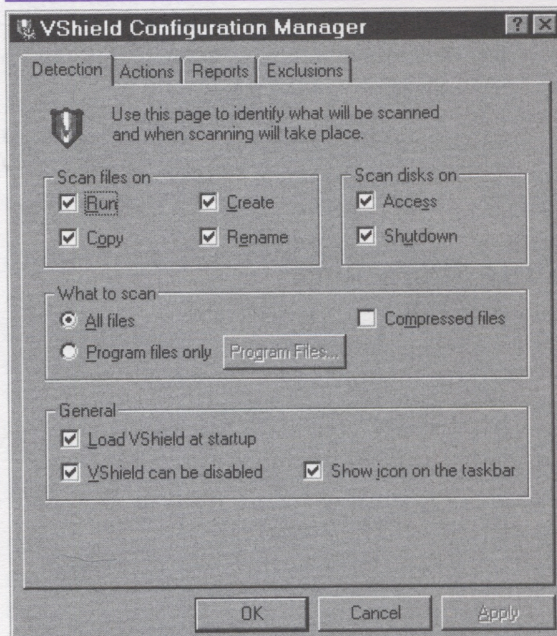 VShield Configuration Manager
Detection
Actions
Reports
Exclusions
Use this page to identify what will be scanned
and when scanning will take place.
Scan files on
Run
Create
Copy
Rename
Scan disks on
Access
Shutdown
What to scan
All files
Compressed files
Program files only
Program Files...
General
Load VShield at startup
VShield can be disabled
Show icon on the taskbar
OK
Cancel
Apply